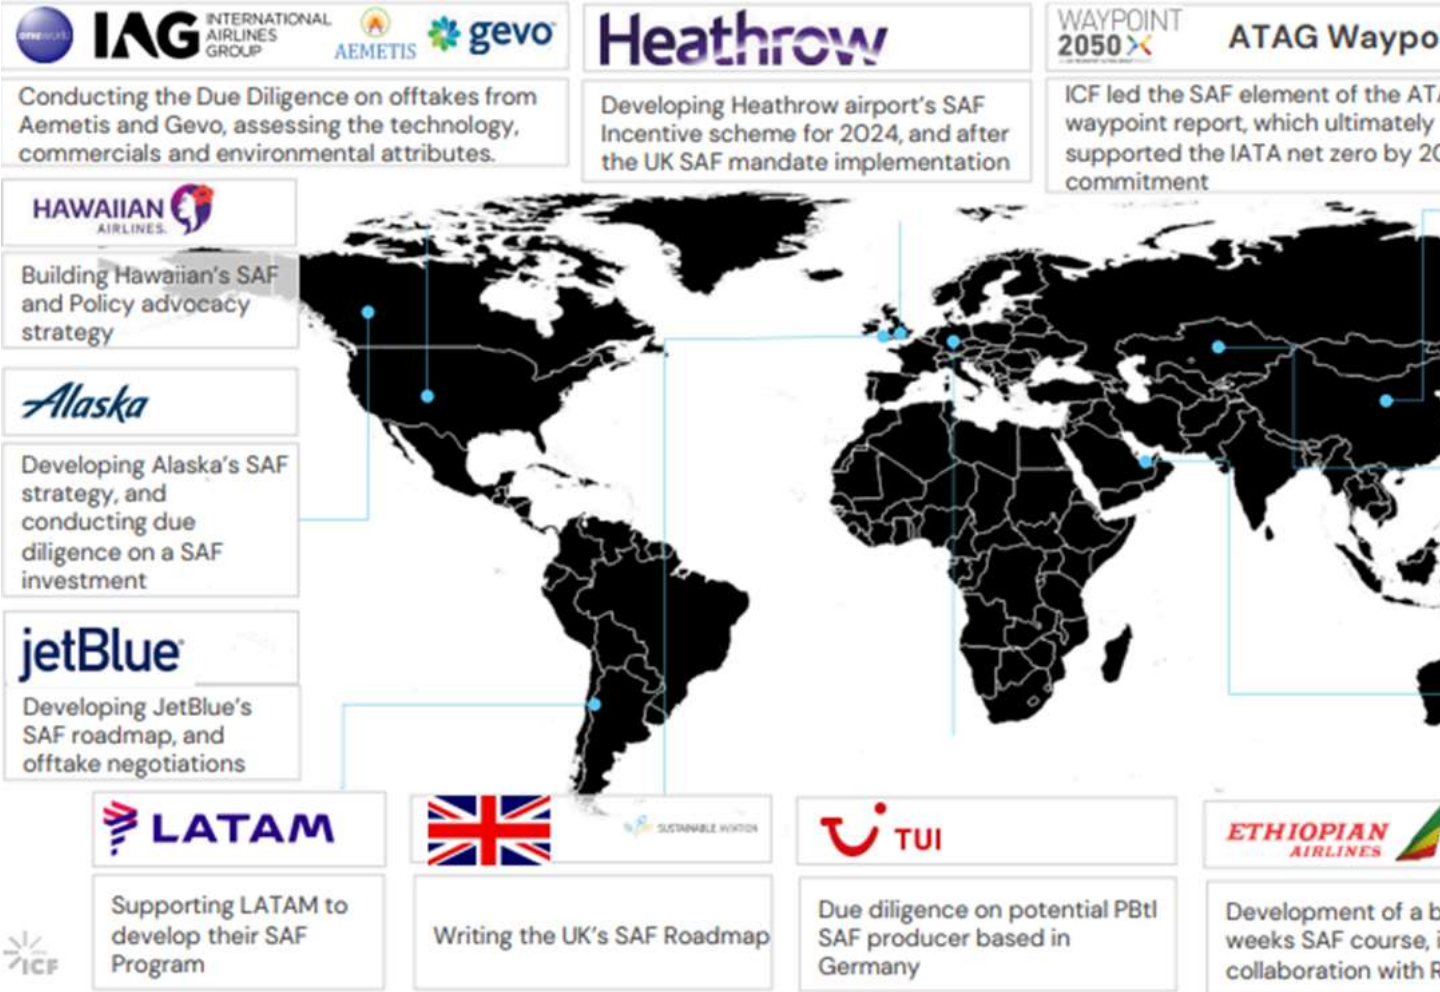 oneworld
IAG INTERNATIONAL
AIRLINES
GROUP
AEMETIS
gevo
Conducting the Due Diligence on offtakes from
Aemetis and Gevo, assessing the technology,
commercials and environmental attributes.
Heathrow
Developing Heathrow airport's SAF
Incentive scheme for 2024, and after
the UK SAF mandate implementation
WAYPOINT
2050
ATAG Waypo
ICF led the SAF element of the ATA
waypoint report, which ultimately
supported the IATA net zero by 20
commitment
HAWAIIAN
AIRLINES.
Building Hawaiian's SAF
and Policy advocacy
strategy
Alaska
Developing Alaska's SAF
strategy, and
conducting due
diligence on a SAF
investment
jetBlue
Developing JetBlue's
SAF roadmap, and
offtake negotiations
LATAM
Supporting LATAM to
develop their SAF
Program
SUSTAINABLE AVIATION
Writing the UK's SAF Roadmap
TUI
Due diligence on potential PBtl
SAF producer based in
Germany
ETHIOPIAN
AIRLINES
Development of a b
weeks SAF course, i
collaboration with R
ICF